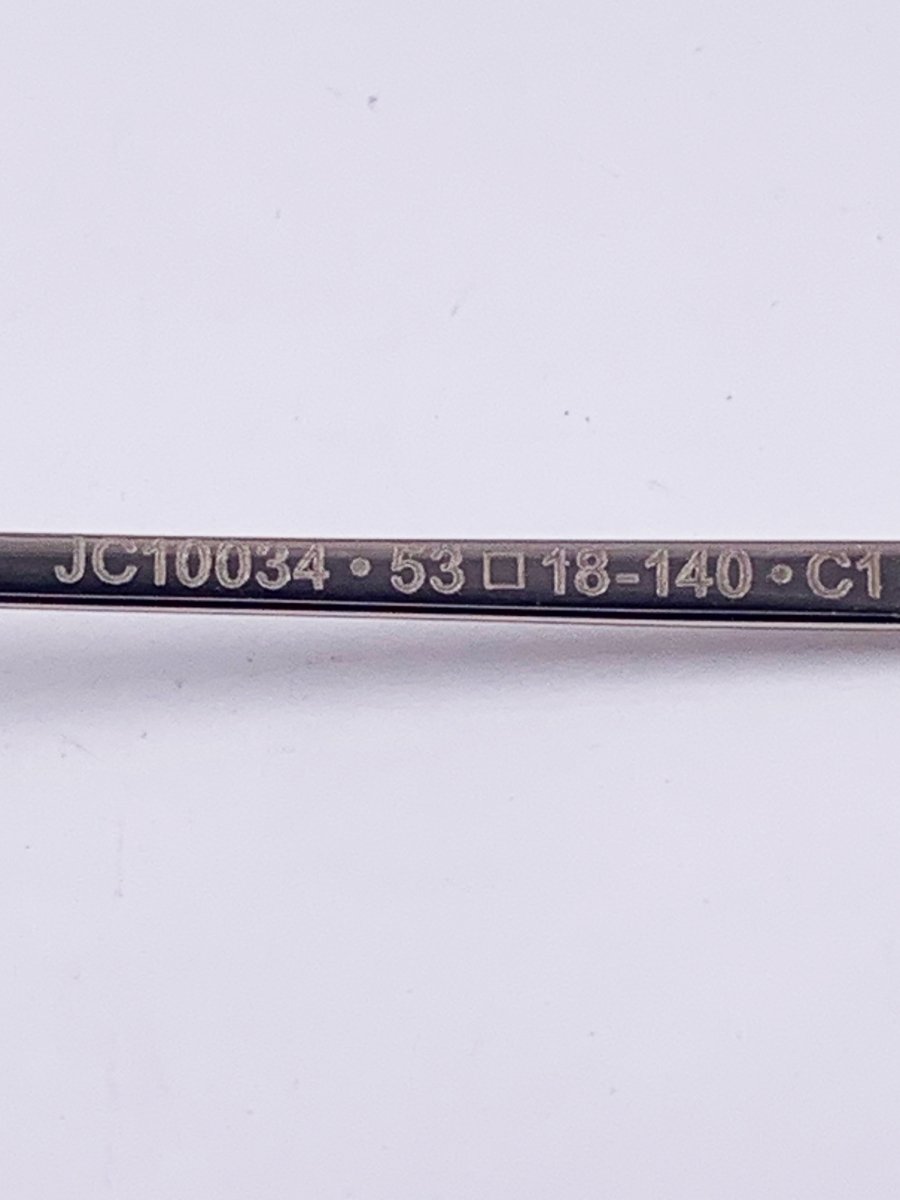 JC10034 • 53 □ 18-140 • C1